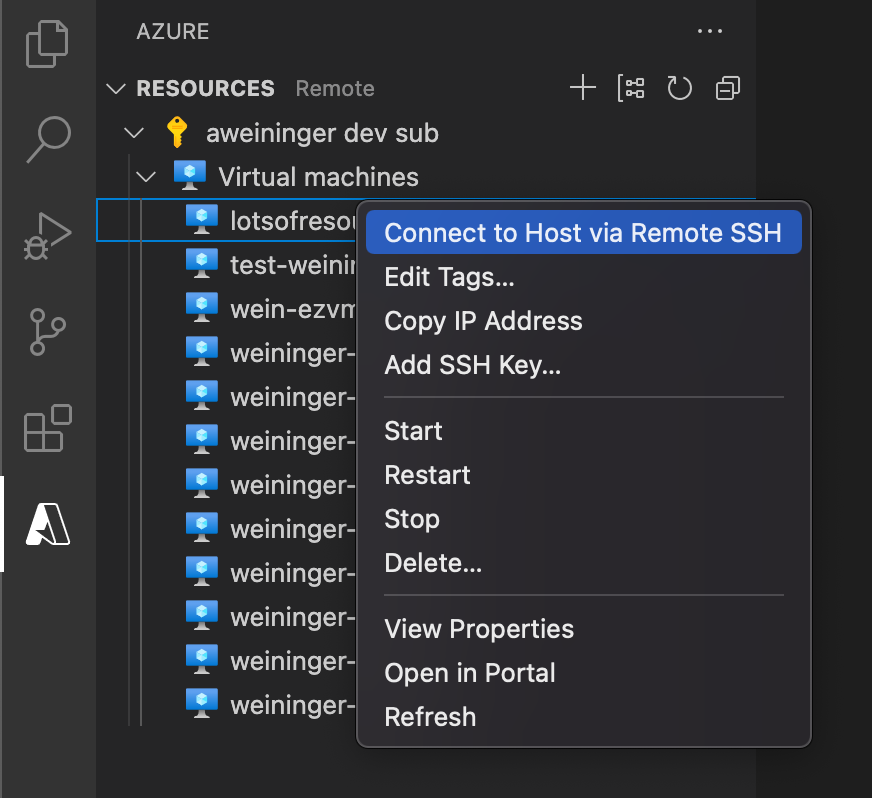 AZURE
RESOURCES Remote
aweininger dev sub
Virtual machines
lotsofresou
test-weinin
wein-ezvm
weininger-
weininger-
weininger-
weininger-
weininger-
weininger-
weininger-
weininger-
weininger-
Connect to Host via Remote SSH
Edit Tags...
Copy IP Address
Add SSH Key...
Start
Restart
Stop
Delete...
View Properties
Open in Portal
Refresh